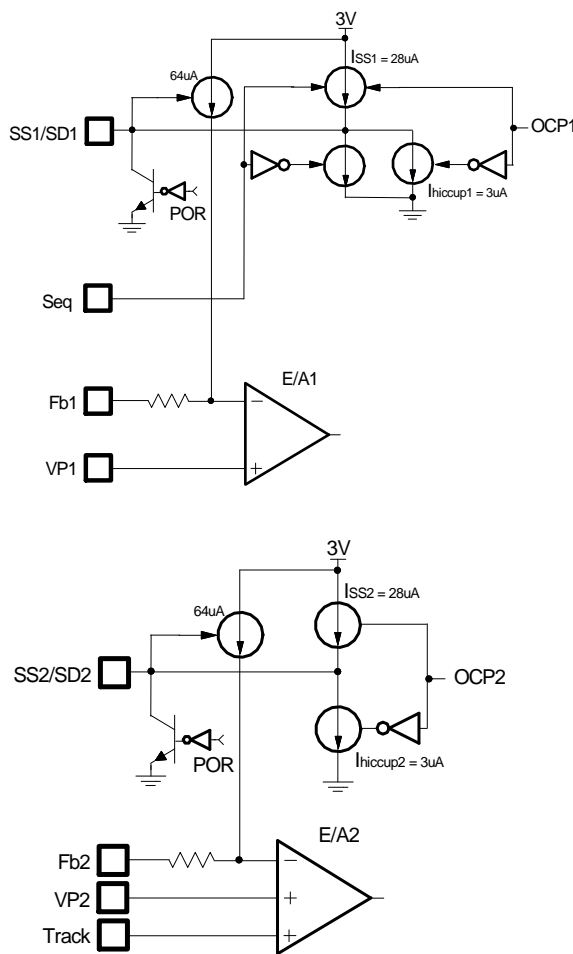 3V
64uA
ISS1 = 28uA
SS1/SD1
OCP1
Ihiccup1 = 3uA
POR
Seq
E/A1
Fb1
−
VP1
+
3V
64uA
ISS2 = 28uA
SS2/SD2
OCP2
POR
Ihiccup2 = 3uA
E/A2
Fb2
−
VP2
+
Track
+